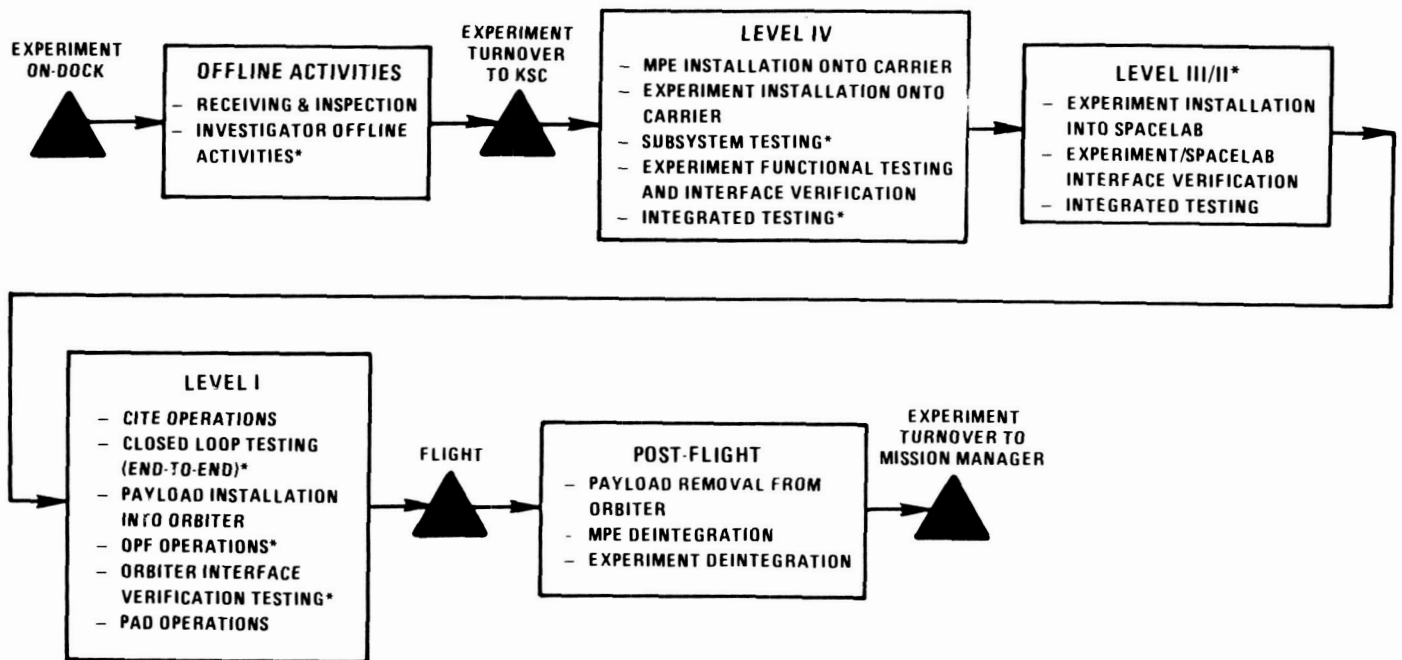 EXPERIMENT
ON-DOCK
OFFLINE ACTIVITIES
– RECEIVING & INSPECTION
– INVESTIGATOR OFFLINE
ACTIVITIES*
EXPERIMENT
TURNOVER
TO KSC
LEVEL IV
– MPE INSTALLATION ONTO CARRIER
– EXPERIMENT INSTALLATION ONTO
CARRIER
– SUBSYSTEM TESTING*
– EXPERIMENT FUNCTIONAL TESTING
AND INTERFACE VERIFICATION
– INTEGRATED TESTING*
LEVEL III/II*
– EXPERIMENT INSTALLATION
INTO SPACELAB
– EXPERIMENT/SPACELAB
INTERFACE VERIFICATION
– INTEGRATED TESTING
LEVEL I
– CITE OPERATIONS
– CLOSED LOOP TESTING
(END-TO-END)*
– PAYLOAD INSTALLATION
INTO ORBITER
– OPF OPERATIONS*
– ORBITER INTERFACE
VERIFICATION TESTING*
– PAD OPERATIONS
FLIGHT
POST-FLIGHT
– PAYLOAD REMOVAL FROM
ORBITER
– MPE DEINTEGRATION
– EXPERIMENT DEINTEGRATION
EXPERIMENT
TURNOVER TO
MISSION MANAGER